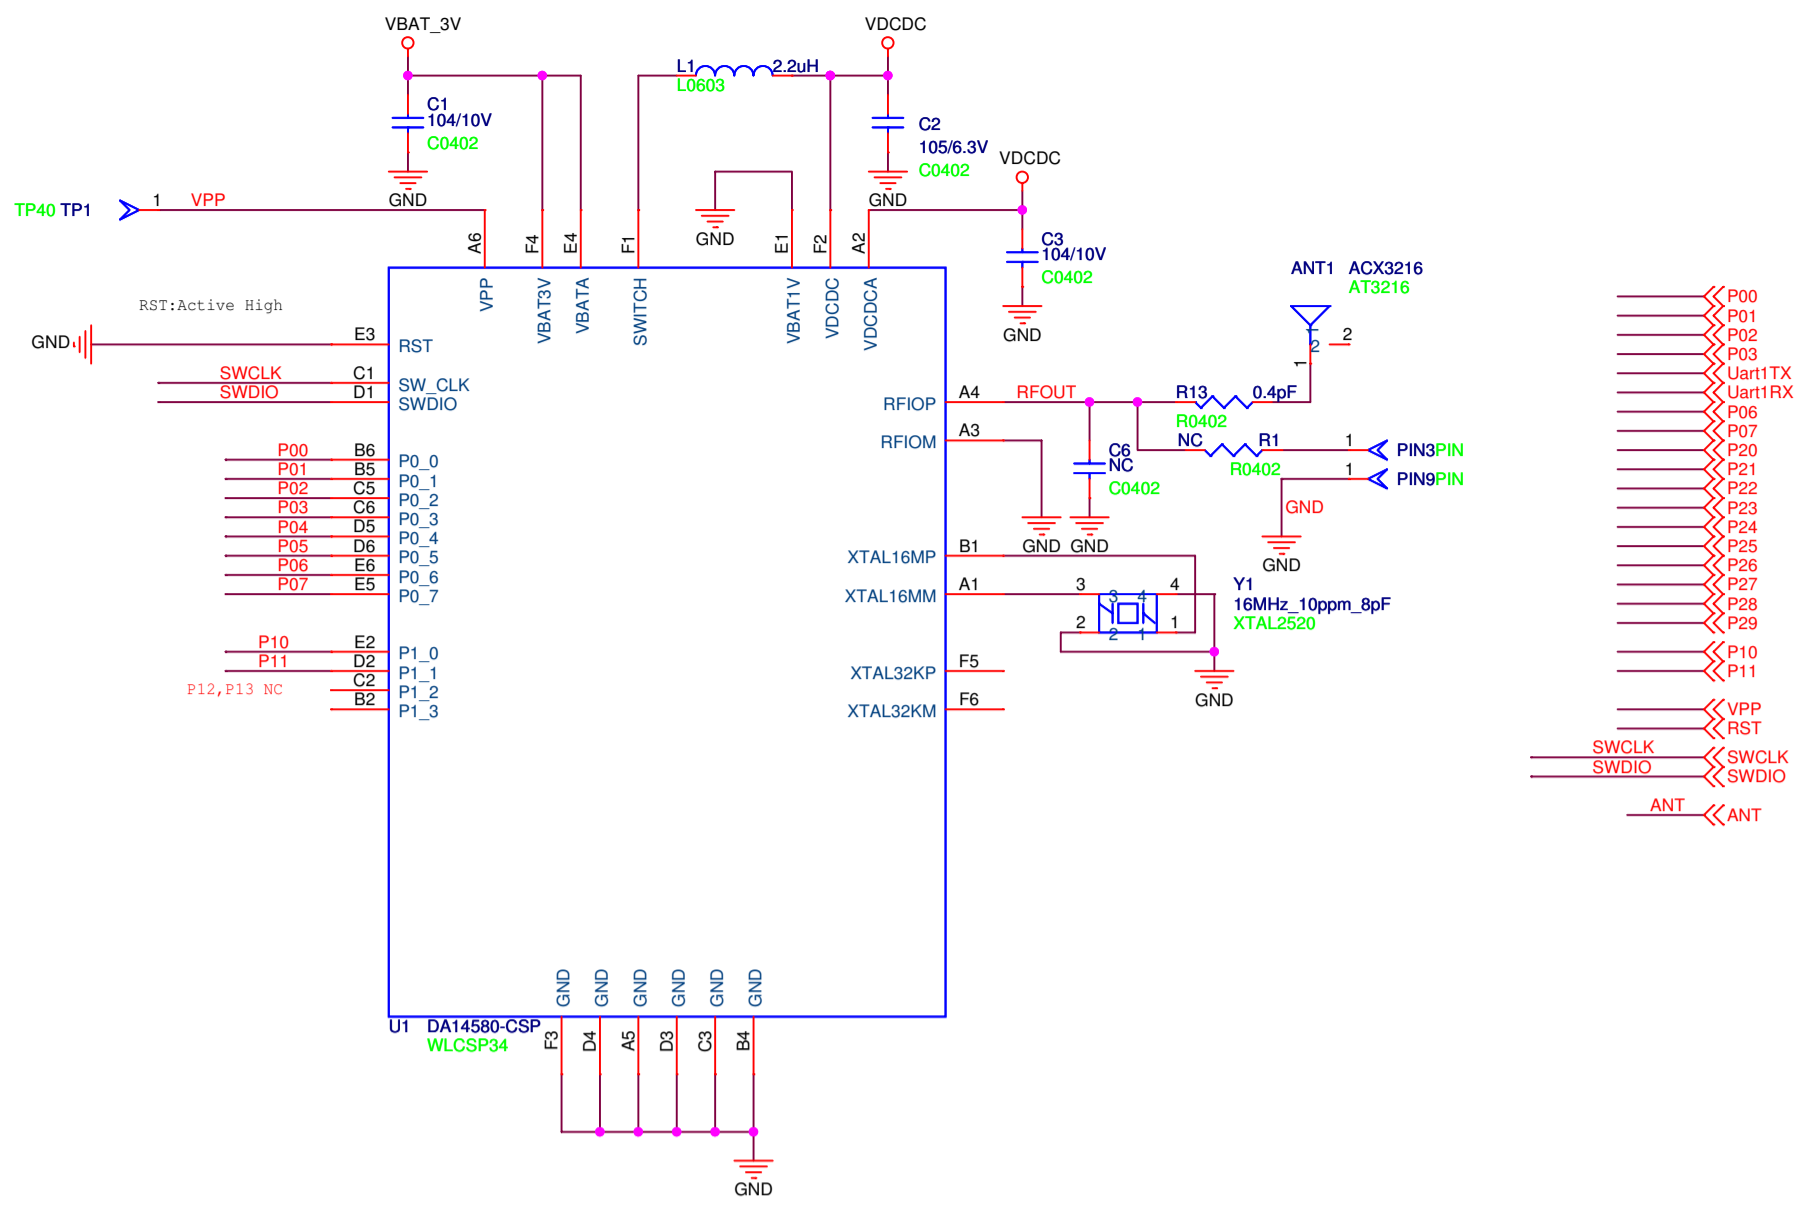 VBAT_3V
VDCDC
L1 2.2uH
L0603
C1
104/10V
C0402
C2
105/6.3V
C0402
VDCDC
GND
GND
TP40 TP1 1 VPP
GND
C3
104/10V
C0402
GND
A6 F4 E4 F1 E1 F2 A2
VPP VBAT3V VBATA SWITCH VBAT1V VDCDC VDCDCA
ANT1 ACX3216
AT3216
2
2
1
1
RST:Active High
GND E3 RST
SWCLK C1 SW_CLK
SWDIO D1 SWDIO
P00 B6 P0_0
P01 B5 P0_1
P02 C5 P0_2
P03 C6 P0_3
P04 D5 P0_4
P05 D6 P0_5
P06 E6 P0_6
P07 E5 P0_7
P10 E2 P1_0
P11 D2 P1_1
P12,P13 NC C2 P1_2
B2 P1_3
RFIOP A4 RFOUT
RFIOM A3
R13 0.4pF
R0402
NC R1 1 PIN3PIN
R0402
1 PIN9PIN
GND
GND
C6
NC
C0402
GND GND
XTAL16MP B1
XTAL16MM A1
3 3 4 4
2 2 1 1
Y1
16MHz_10ppm_8pF
XTAL2520
GND
XTAL32KP F5
XTAL32KM F6
GND GND GND GND GND GND
U1 DA14580-CSP
WLCSP34
F3 D4 A5 D3 C3 B4
GND
P00
P01
P02
P03
Uart1TX
Uart1RX
P06
P07
P20
P21
P22
P23
P24
P25
P26
P27
P28
P29
P10
P11
VPP
RST
SWCLK SWCLK
SWDIO SWDIO
ANT ANT